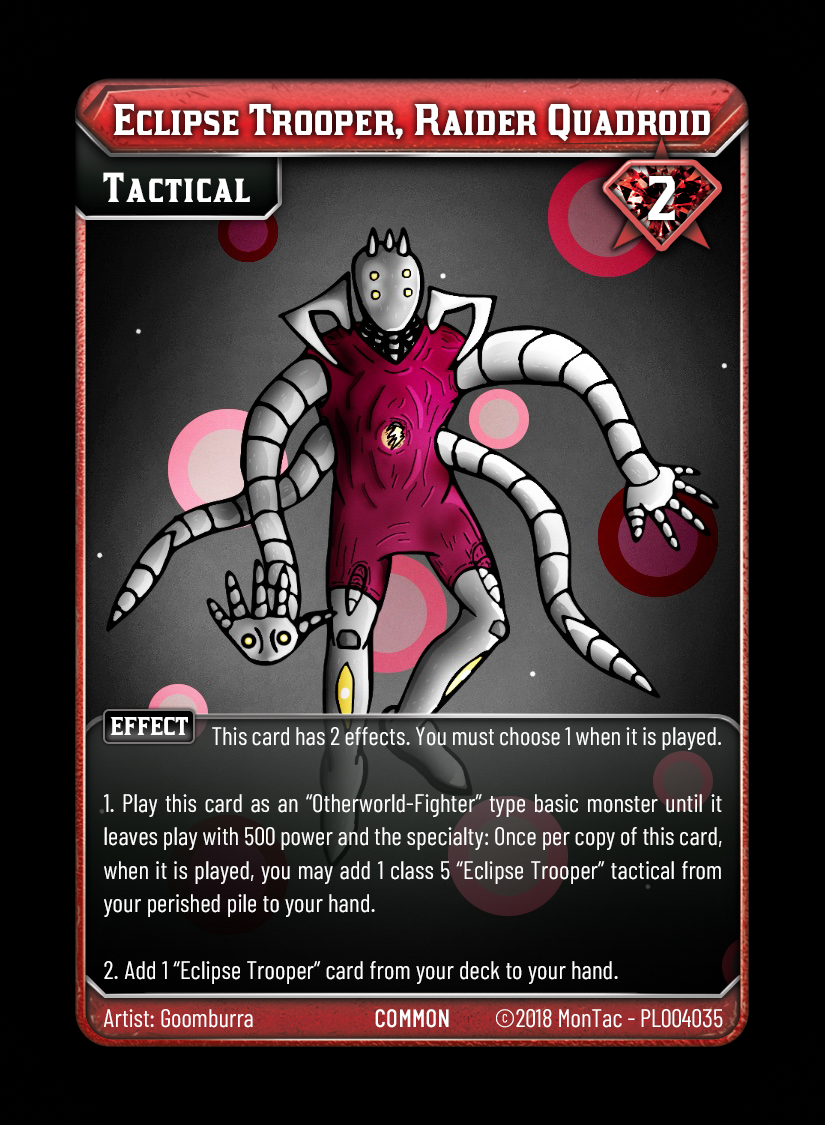 Eclipse Trooper, Raider Quadroid
Tactical
2
EFFECT
This card has 2 effects. You must choose 1 when it is played.
1. Play this card as an “Otherworld-Fighter” type basic monster until it
leaves play with 500 power and the specialty: Once per copy of this card,
when it is played, you may add 1 class 5 “Eclipse Trooper” tactical from
your perished pile to your hand.
2. Add 1 “Eclipse Trooper” card from your deck to your hand.
Artist: Goomburra COMMON ©2018 MonTac - PL004035